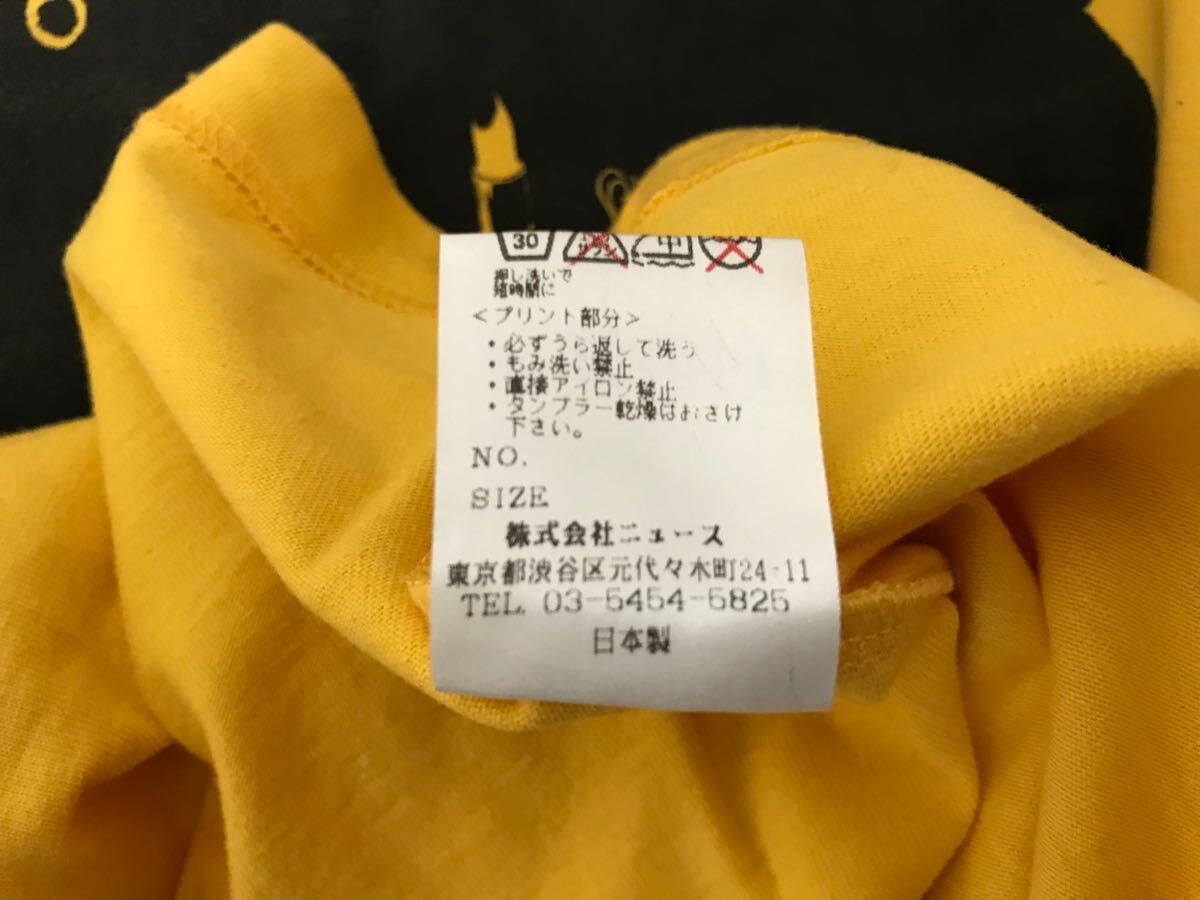 30
押し洗いで
短時間に
<プリント部分>
・必ずうら返して洗う
・もみ洗い禁止
・直接アイロン禁止
・タンブラー乾燥はおさけ
下さい。
NO.
SIZE
株式会社ニュース
東京都渋谷区元代々木町24-11
TEL. 03-5454-5825
日本製